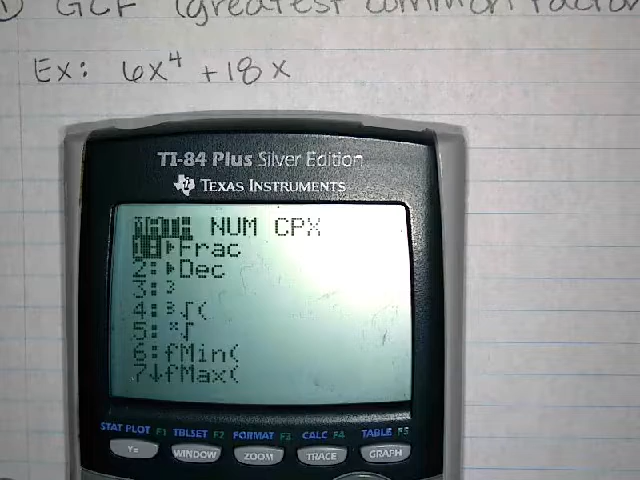 ① GCF (greatest common factor
Ex: 6x⁴ + 18x
TI-84 Plus Silver Edition
TEXAS INSTRUMENTS
NUM CPX
1:▸Frac
2:▸Dec
3:³
4:³√(
5:ˣ√
6:fMin(
7↓fMax(
STAT PLOT F1 TBLSET F2 FORMAT F3 CALC F4 TABLE F5
Y= WINDOW ZOOM TRACE GRAPH